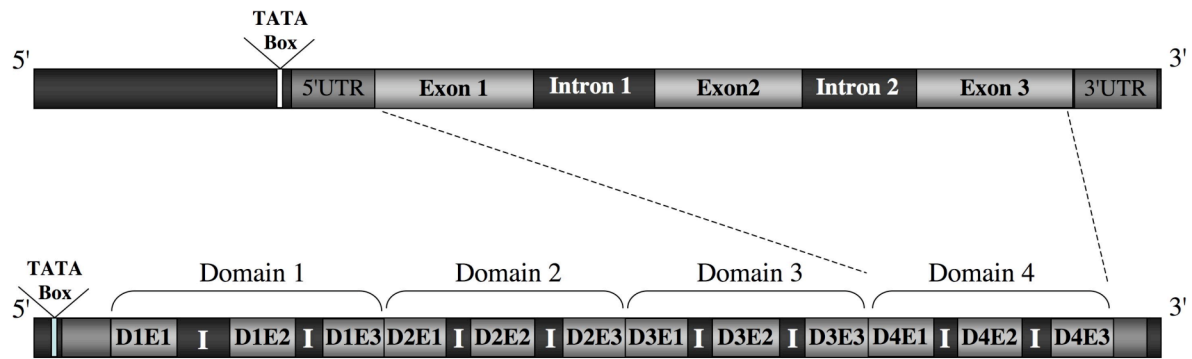 TATA
Box
5' 3'
5'UTR Exon 1 Intron 1 Exon2 Intron 2 Exon 3 3'UTR
TATA
Box
Domain 1 Domain 2 Domain 3 Domain 4
5' 3'
D1E1 I D1E2 I D1E3 D2E1 I D2E2 I D2E3 D3E1 I D3E2 I D3E3 D4E1 I D4E2 I D4E3